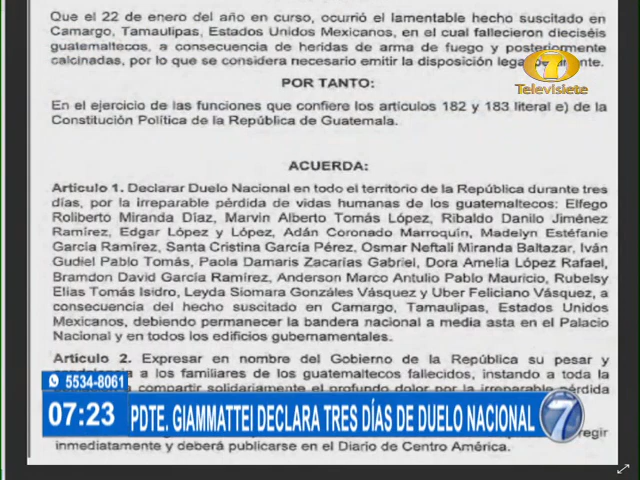 Que el 22 de enero del año en curso, ocurrió el lamentable hecho suscitado en
Camargo, Tamaulipas, Estados Unidos Mexicanos, en el cual fallecieron dieciséis
guatemaltecos, a consecuencia de heridas de arma de fuego y posteriormente
calcinadas, por lo que se considera necesario emitir la disposición legal
7
Televisiete
POR TANTO:
En el ejercicio de las funciones que confiere los artículos 182 y 183 literal e) de la
Constitución Política de la República de Guatemala.
ACUERDA:
Artículo 1. Declarar Duelo Nacional en todo el territorio de la República durante tres
días, por la irreparable pérdida de vidas humanas de los guatemaltecos: Elfego
Roliberto Miranda Díaz, Marvin Alberto Tomás López, Ribaldo Danilo Jiménez
Ramírez, Edgar López y López, Adán Coronado Marroquín, Madelyn Estéfanie
García Ramírez, Santa Cristina García Pérez, Osmar Neftalí Miranda Baltazar, Iván
Gudiel Pablo Tomás, Paola Damaris Zacarías Gabriel, Dora Amelia López Rafael,
Bramdon David García Ramírez, Anderson Marco Antulio Pablo Mauricio, Rubelsy
Elías Tomás Isidro, Leyda Siomara Gonzáles Vásquez y Uber Feliciano Vásquez, a
consecuencia del hecho suscitado en Camargo, Tamaulipas, Estados Unidos
Mexicanos, debiendo permanecer la bandera nacional a media asta en el Palacio
Nacional y en todos los edificios gubernamentales.
Artículo 2. Expresar en nombre del Gobierno de la República su pesar y
a los familiares de los guatemaltecos fallecidos, instando a toda la
compartir solidariamente el profundo dolor por la irreparable pérdida
5534-8061
07:23 PDTE. GIAMMATTEI DECLARA TRES DÍAS DE DUELO NACIONAL 7
regir
inmediatamente y deberá publicarse en el Diario de Centro América.